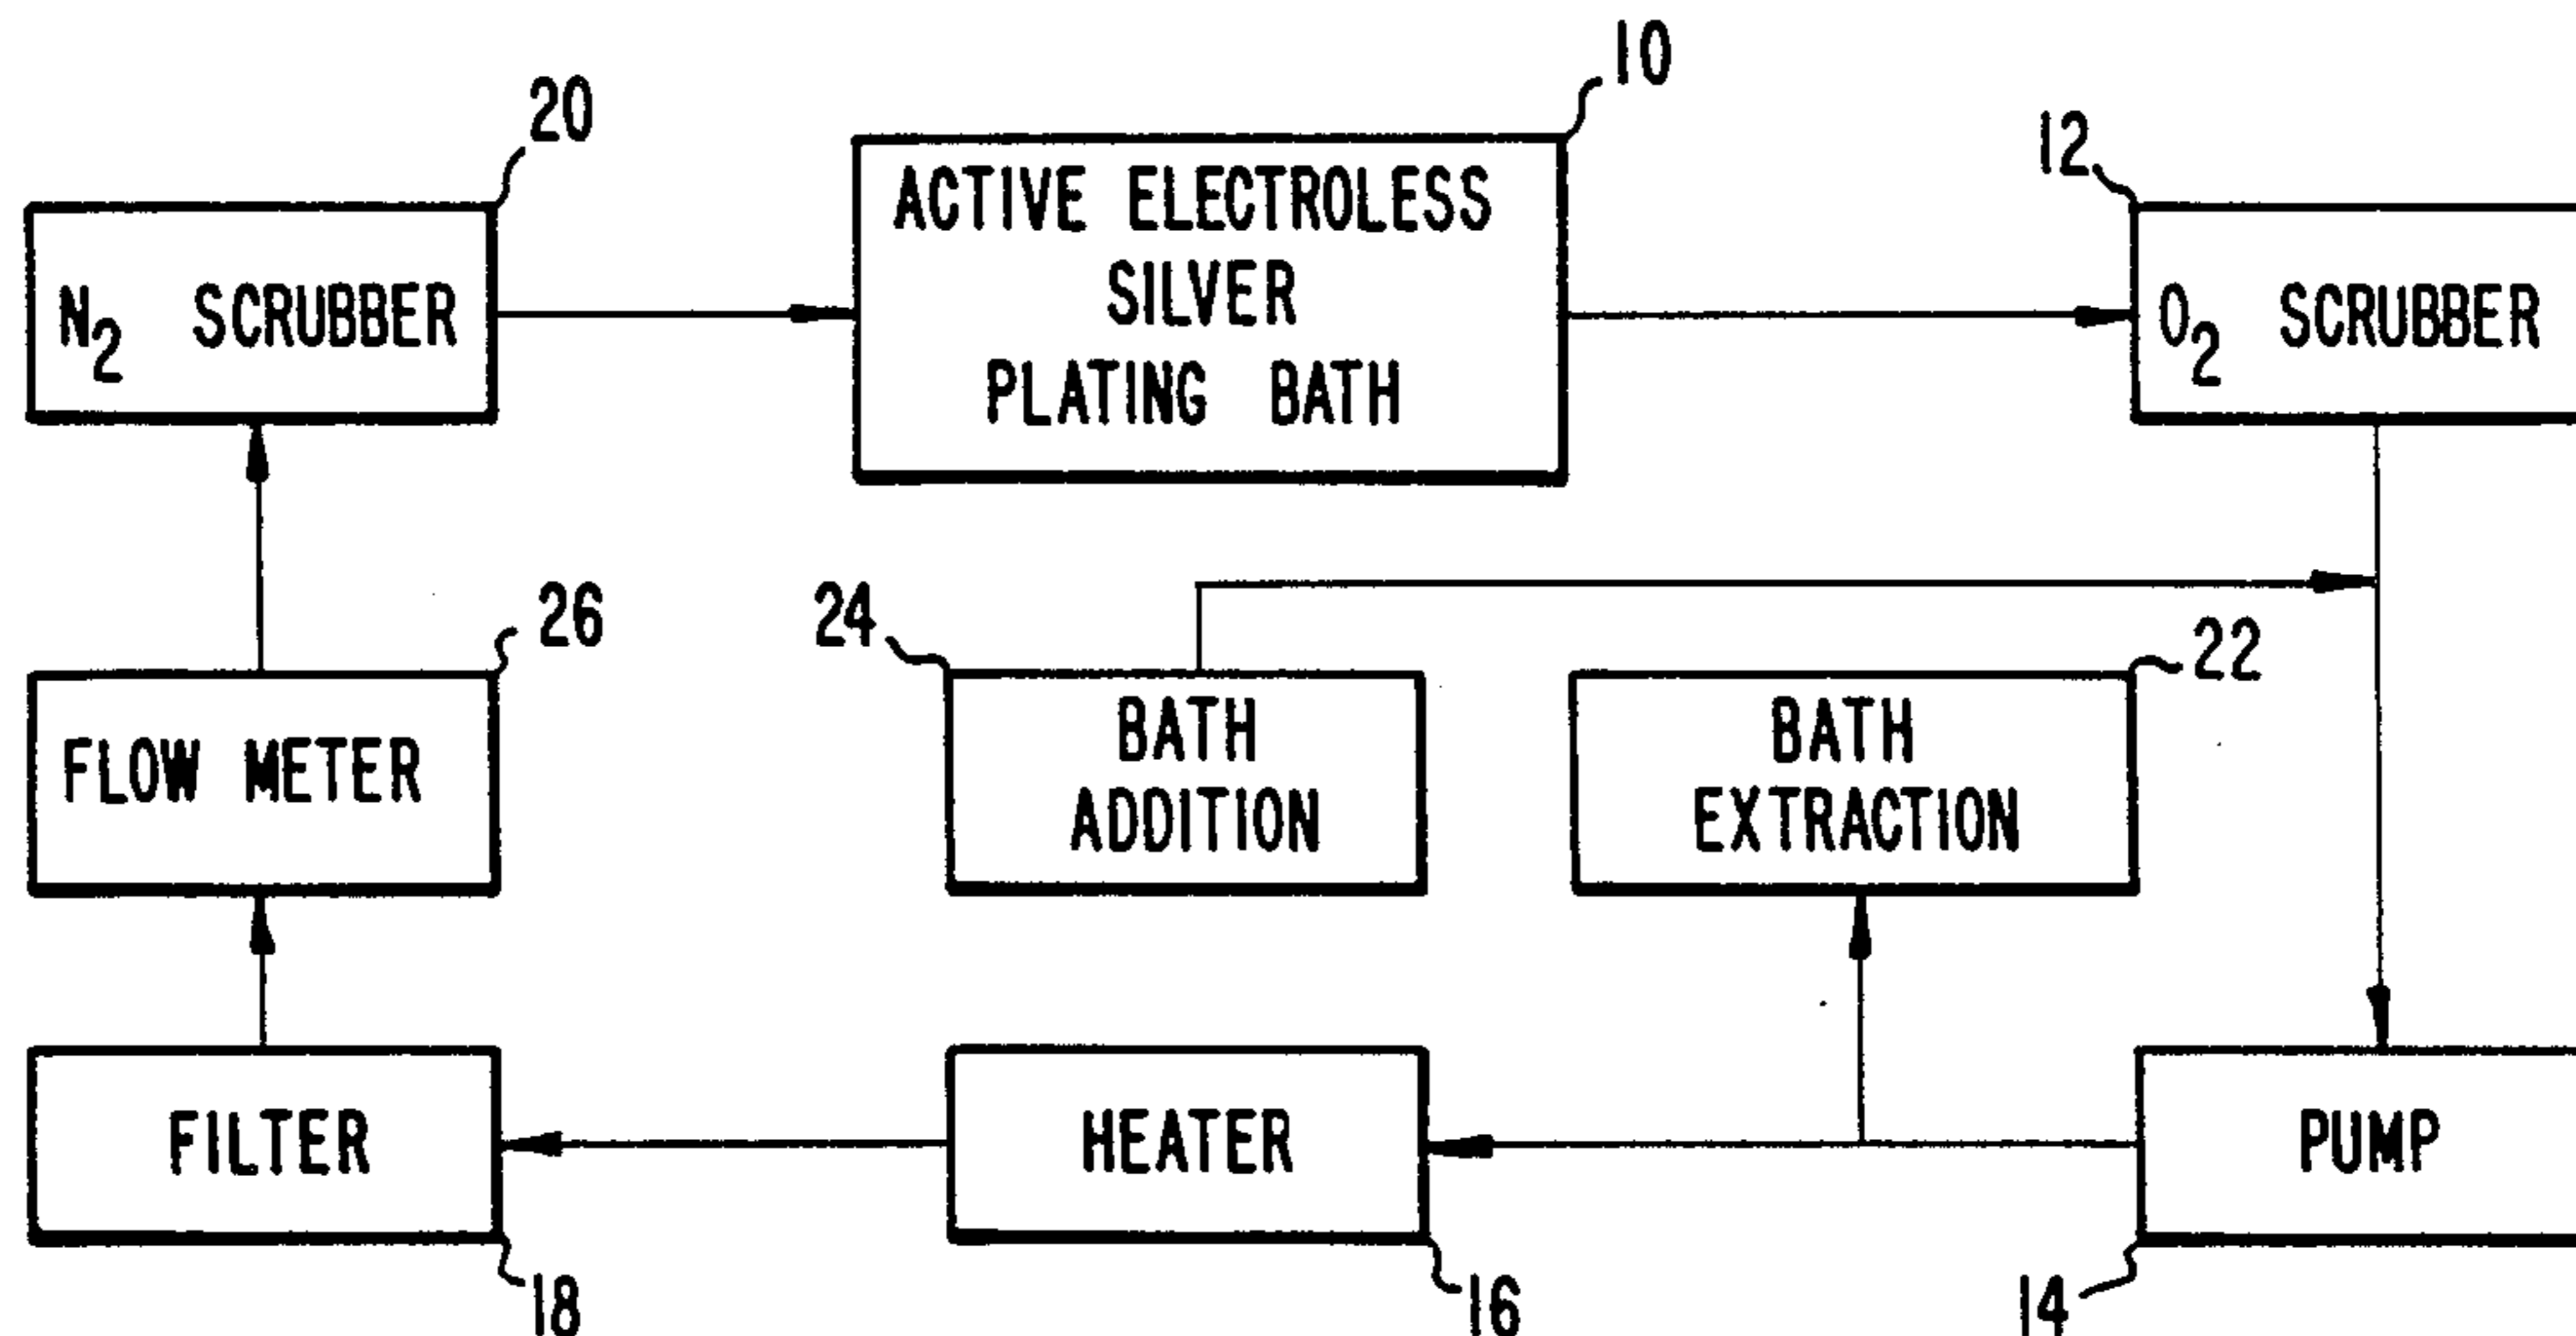 10
20
12
ACTIVE ELECTROLESS
SILVER
PLATING BATH
N2 SCRUBBER
O2 SCRUBBER
26
24
22
FLOW METER
BATH
ADDITION
BATH
EXTRACTION
FILTER
HEATER
PUMP
18
16
14